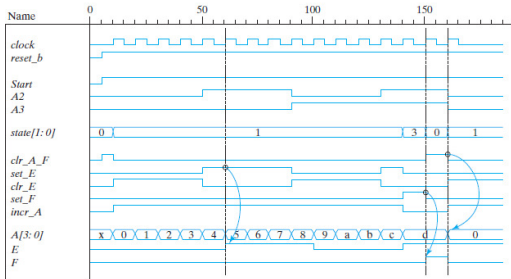 Name 0 50 100 150
clock
reset_b
Start
A2
A3
state[1: 0] 0 1 3 0 1
clr_A_F
set_E
clr_E
set_F
incr_A
A[3: 0] x 0 1 2 3 4 5 6 7 8 9 a b c d 0
E
F